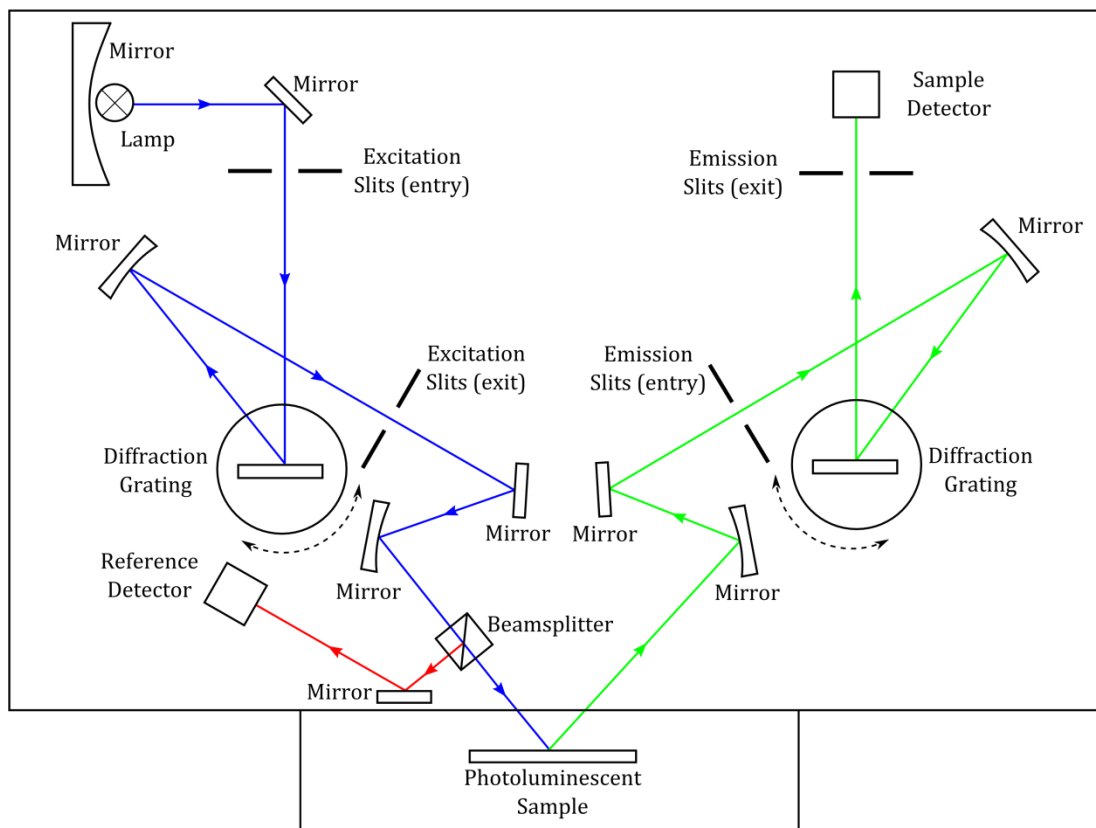 Mirror
Lamp
Mirror
Excitation
Slits (entry)
Sample
Detector
Emission
Slits (exit)
Mirror
Mirror
Excitation
Slits (exit)
Emission
Slits (entry)
Diffraction
Grating
Diffraction
Grating
Mirror
Mirror
Reference
Detector
Mirror
Mirror
Beamsplitter
Mirror
Photoluminescent
Sample